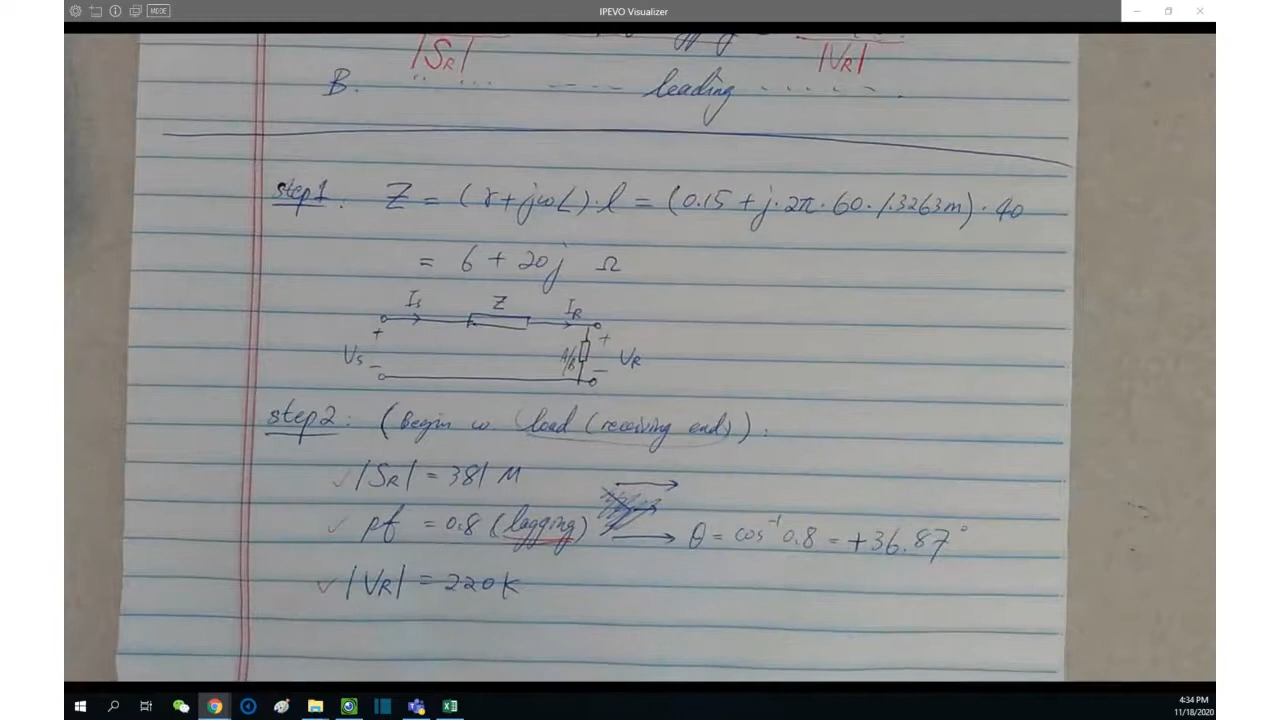 IPEVO Visualizer
MODE
|SR| |VR|
B. .. ... ---- leading .....
step1: Z = (r+jωL)·l = (0.15 + j·2π·60·1.3263m)·40
= 6 + 20j Ω
Is Z IR
+ +
Vs A/B VR
- -
step2: (Begin w. load (receiving end)):
✓ |SR| = 381 M →
✓ pf = 0.8 (lagging) → θ = cos⁻¹0.8 = +36.87°
✓ |VR| = 220k
4:34 PM
11/18/2020